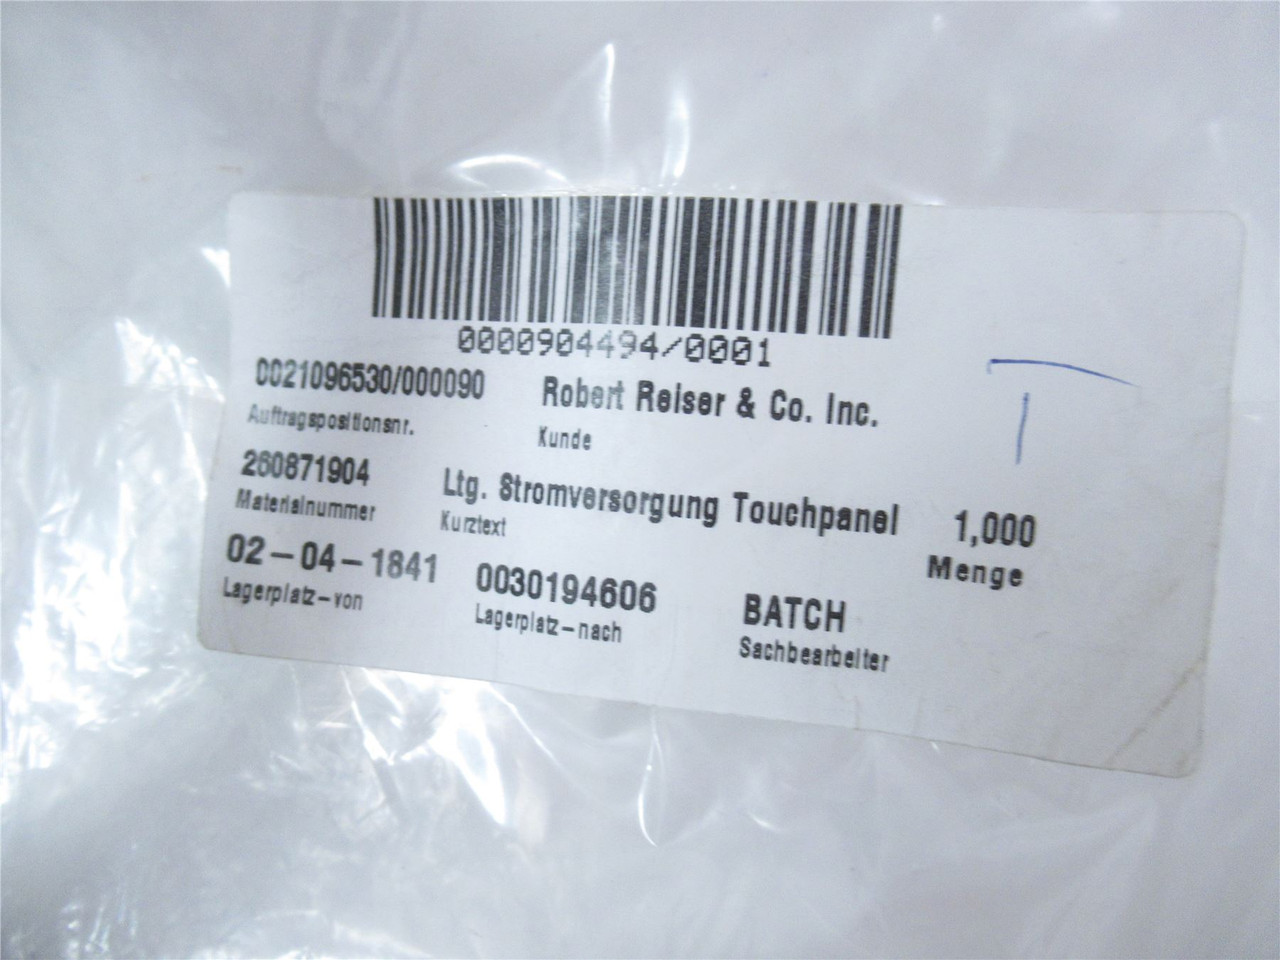 0000904494/0001
0021096530/000090 Robert Reiser & Co. Inc.
Auftragspositionsnr. Kunde
260871904 Ltg. Stromversorgung Touchpanel 1,000
Materialnummer Kurztext Menge
02-04-1841 0030194606 BATCH
Lagerplatz-von Lagerplatz-nach Sachbearbeiter